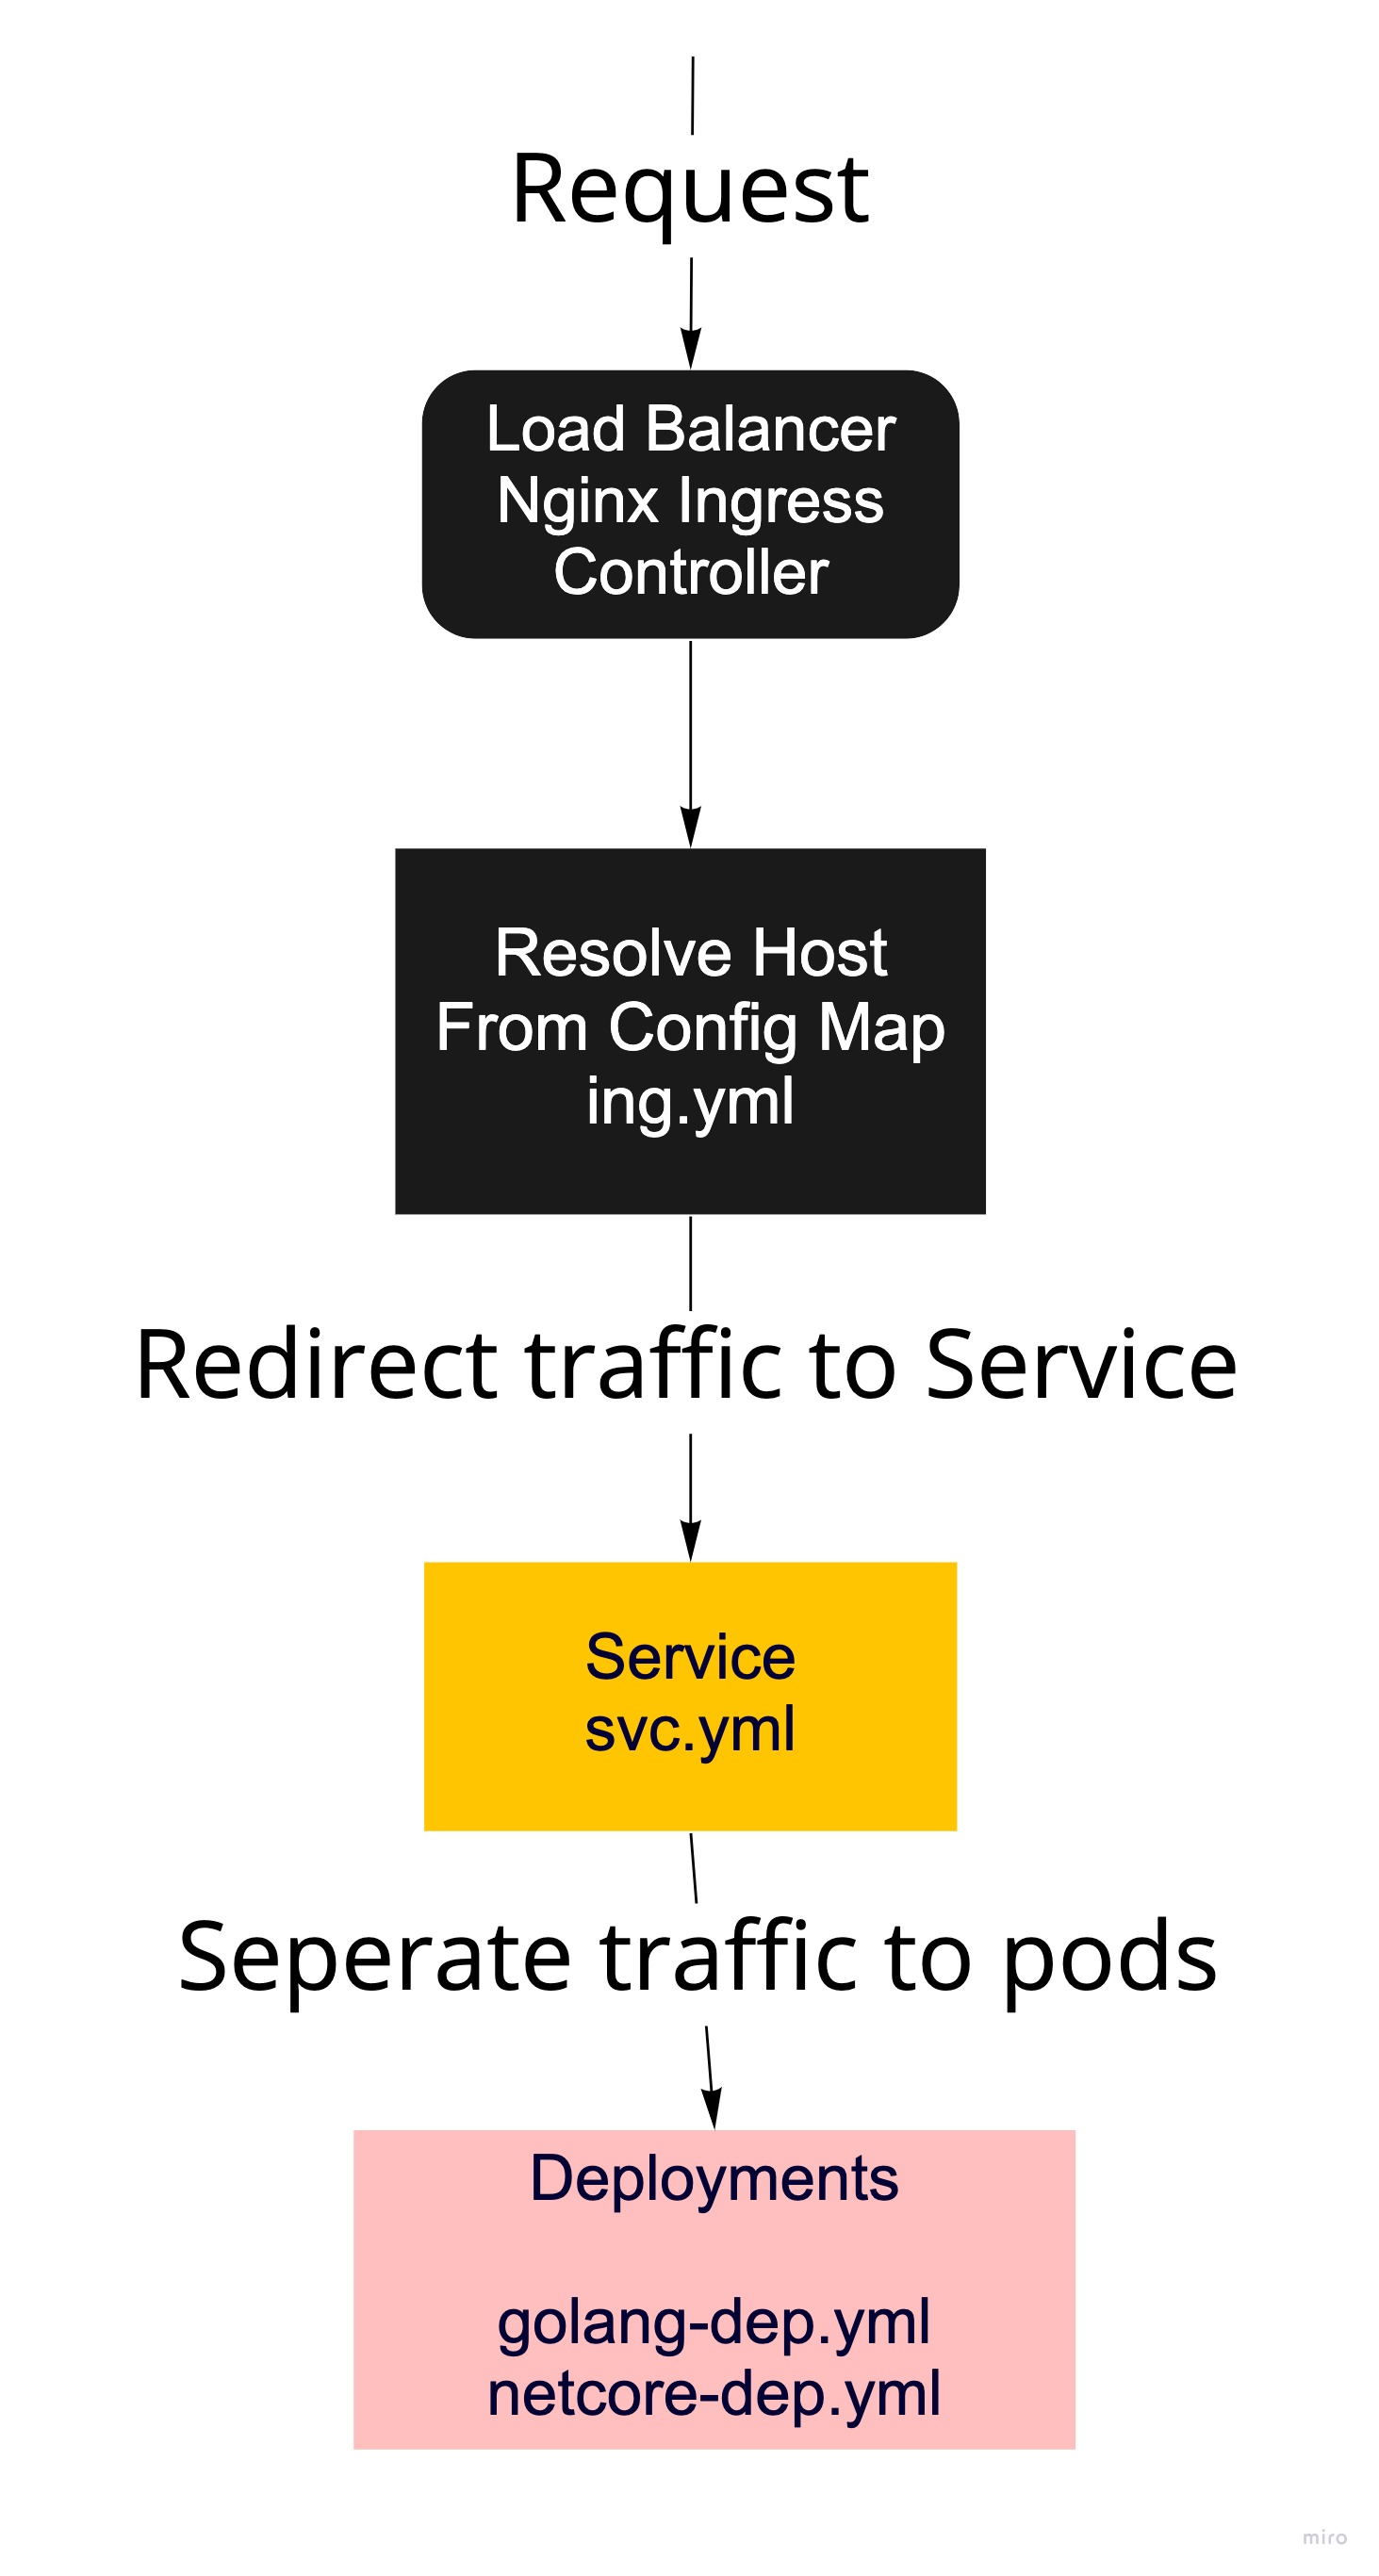 Request
Load Balancer
Nginx Ingress
Controller
Resolve Host
From Config Map
ing.yml
Redirect traffic to Service
Service
svc.yml
Seperate traffic to pods
Deployments
golang-dep.yml
netcore-dep.yml
miro